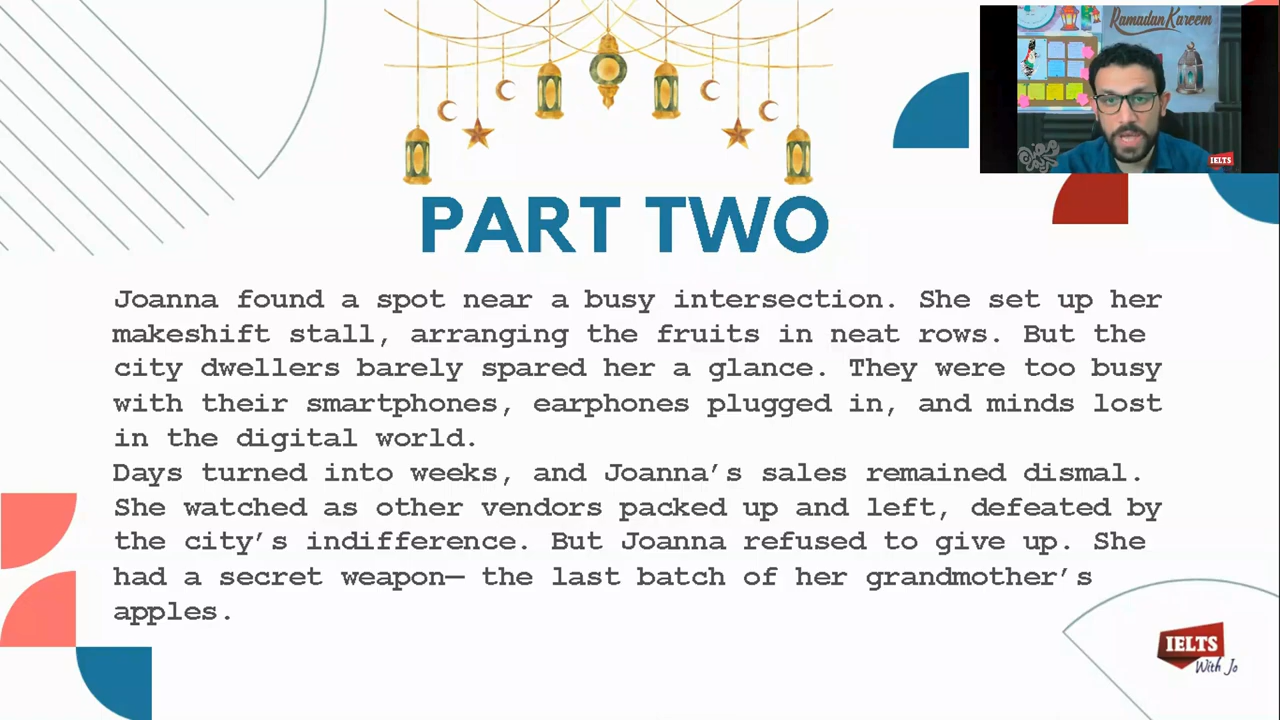 Ramadan Kareem
IELTS
PART TWO
Joanna found a spot near a busy intersection. She set up her
makeshift stall, arranging the fruits in neat rows. But the
city dwellers barely spared her a glance. They were too busy
with their smartphones, earphones plugged in, and minds lost
in the digital world.
Days turned into weeks, and Joanna’s sales remained dismal.
She watched as other vendors packed up and left, defeated by
the city’s indifference. But Joanna refused to give up. She
had a secret weapon— the last batch of her grandmother’s
apples.
IELTS
With Jo